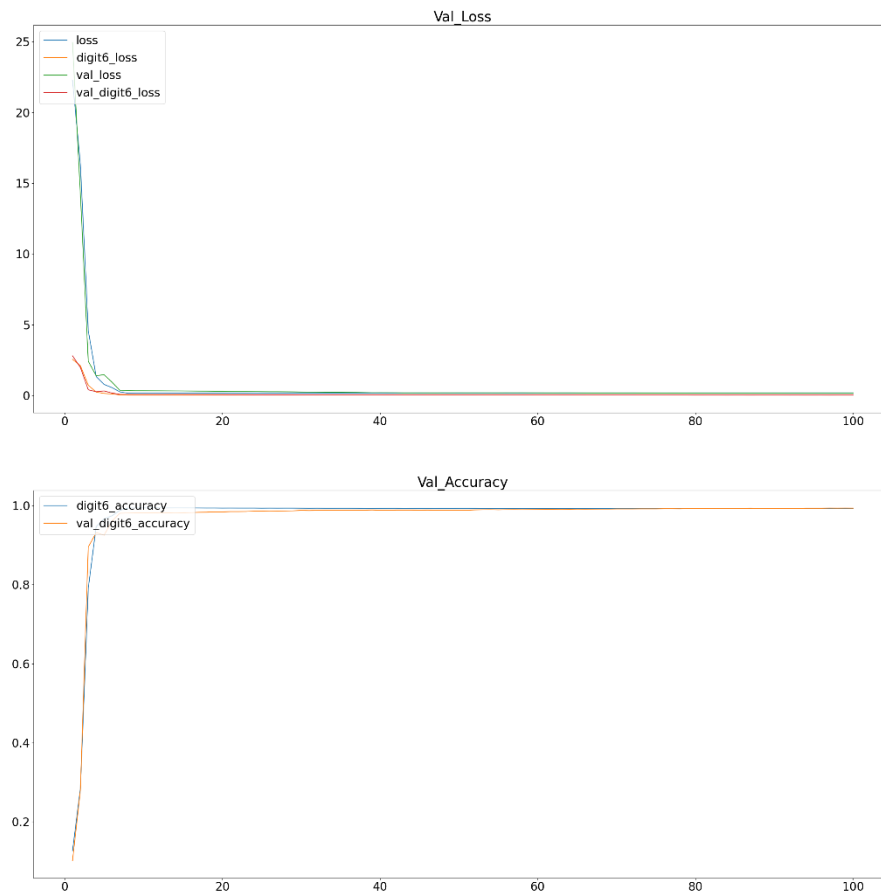 Val_Loss
25
20
15
10
5
0
loss
digit6_loss
val_loss
val_digit6_loss
0 20 40 60 80 100
Val_Accuracy
1.0
0.8
0.6
0.4
0.2
digit6_accuracy
val_digit6_accuracy
0 20 40 60 80 100